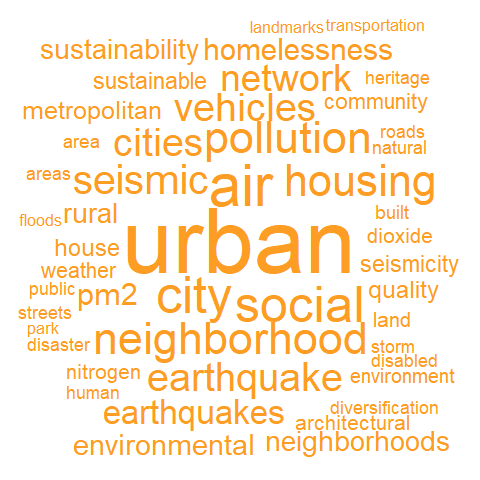 landmarks transportation
sustainability homelessness
sustainable network heritage
metropolitan vehicles community
area cities pollution roads
natural
areas seismic air housing
floods rural urban built
house dioxide
weather seismicity
public pm2 city social quality
streets land
park neighborhood
disaster storm
nitrogen earthquake disabled
environment
human
earthquakes diversification
architectural
environmental neighborhoods